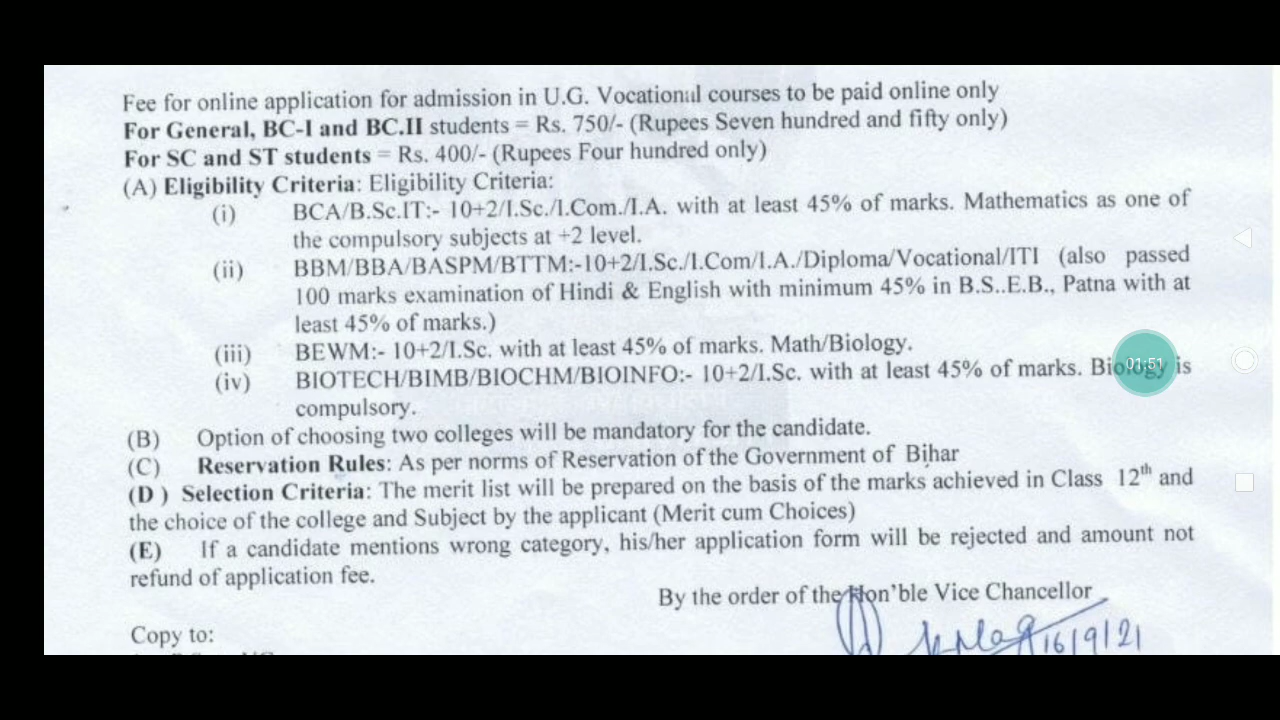 Fee for online application for admission in U.G. Vocational courses to be paid online only
For General, BC-I and BC.II students = Rs. 750/- (Rupees Seven hundred and fifty only)
For SC and ST students = Rs. 400/- (Rupees Four hundred only)
(A) Eligibility Criteria: Eligibility Criteria:
(i) BCA/B.Sc.IT:- 10+2/I.Sc./I.Com./I.A. with at least 45% of marks. Mathematics as one of
the compulsory subjects at +2 level.
(ii) BBM/BBA/BASPM/BTTM:-10+2/I.Sc./I.Com/I.A./Diploma/Vocational/ITI (also passed
100 marks examination of Hindi & English with minimum 45% in B.S..E.B., Patna with at
least 45% of marks.)
(iii) BEWM:- 10+2/I.Sc. with at least 45% of marks. Math/Biology.
(iv) BIOTECH/BIMB/BIOCHM/BIOINFO:- 10+2/I.Sc. with at least 45% of marks. Biology is
01:51
compulsory.
(B) Option of choosing two colleges will be mandatory for the candidate.
(C) Reservation Rules: As per norms of Reservation of the Government of Bihar
(D ) Selection Criteria: The merit list will be prepared on the basis of the marks achieved in Class 12th and
the choice of the college and Subject by the applicant (Merit cum Choices)
(E) If a candidate mentions wrong category, his/her application form will be rejected and amount not
refund of application fee.
By the order of the Hon'ble Vice Chancellor
16/9/21
Copy to: